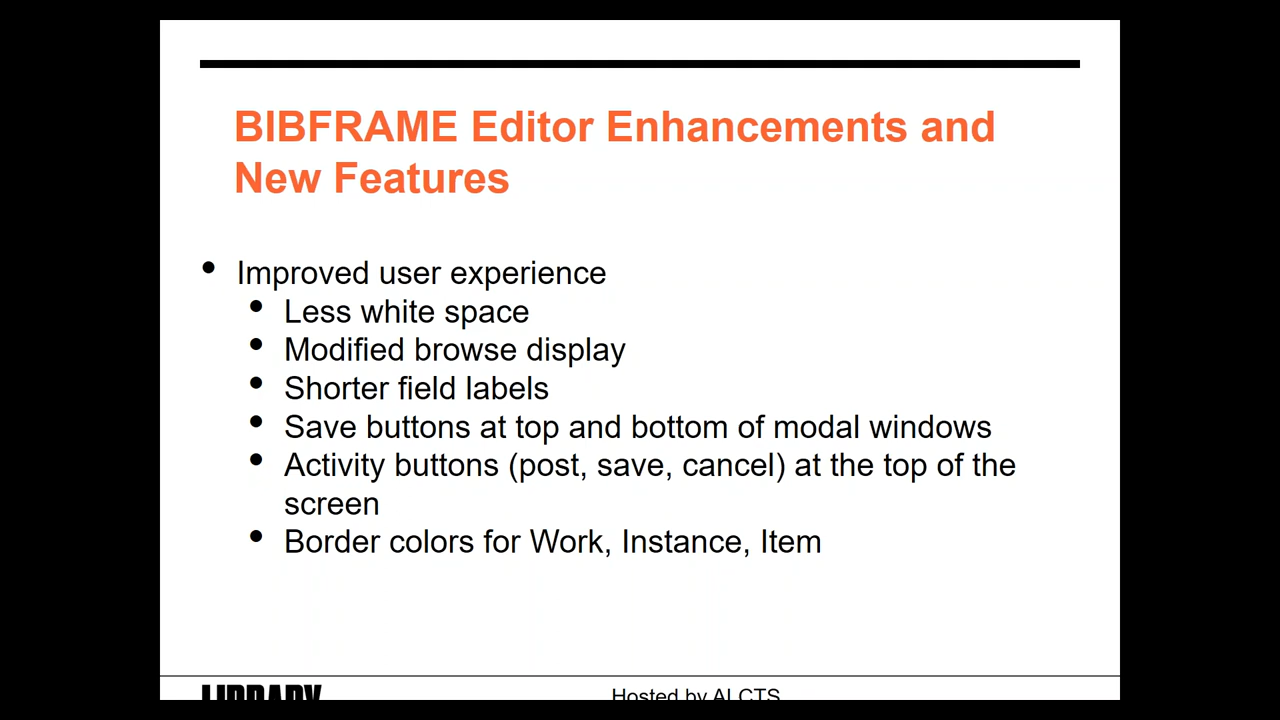 BIBFRAME Editor Enhancements and
New Features
• Improved user experience
• Less white space
• Modified browse display
• Shorter field labels
• Save buttons at top and bottom of modal windows
• Activity buttons (post, save, cancel) at the top of the
screen
• Border colors for Work, Instance, Item
LIBRARY
Hosted by ALCTS